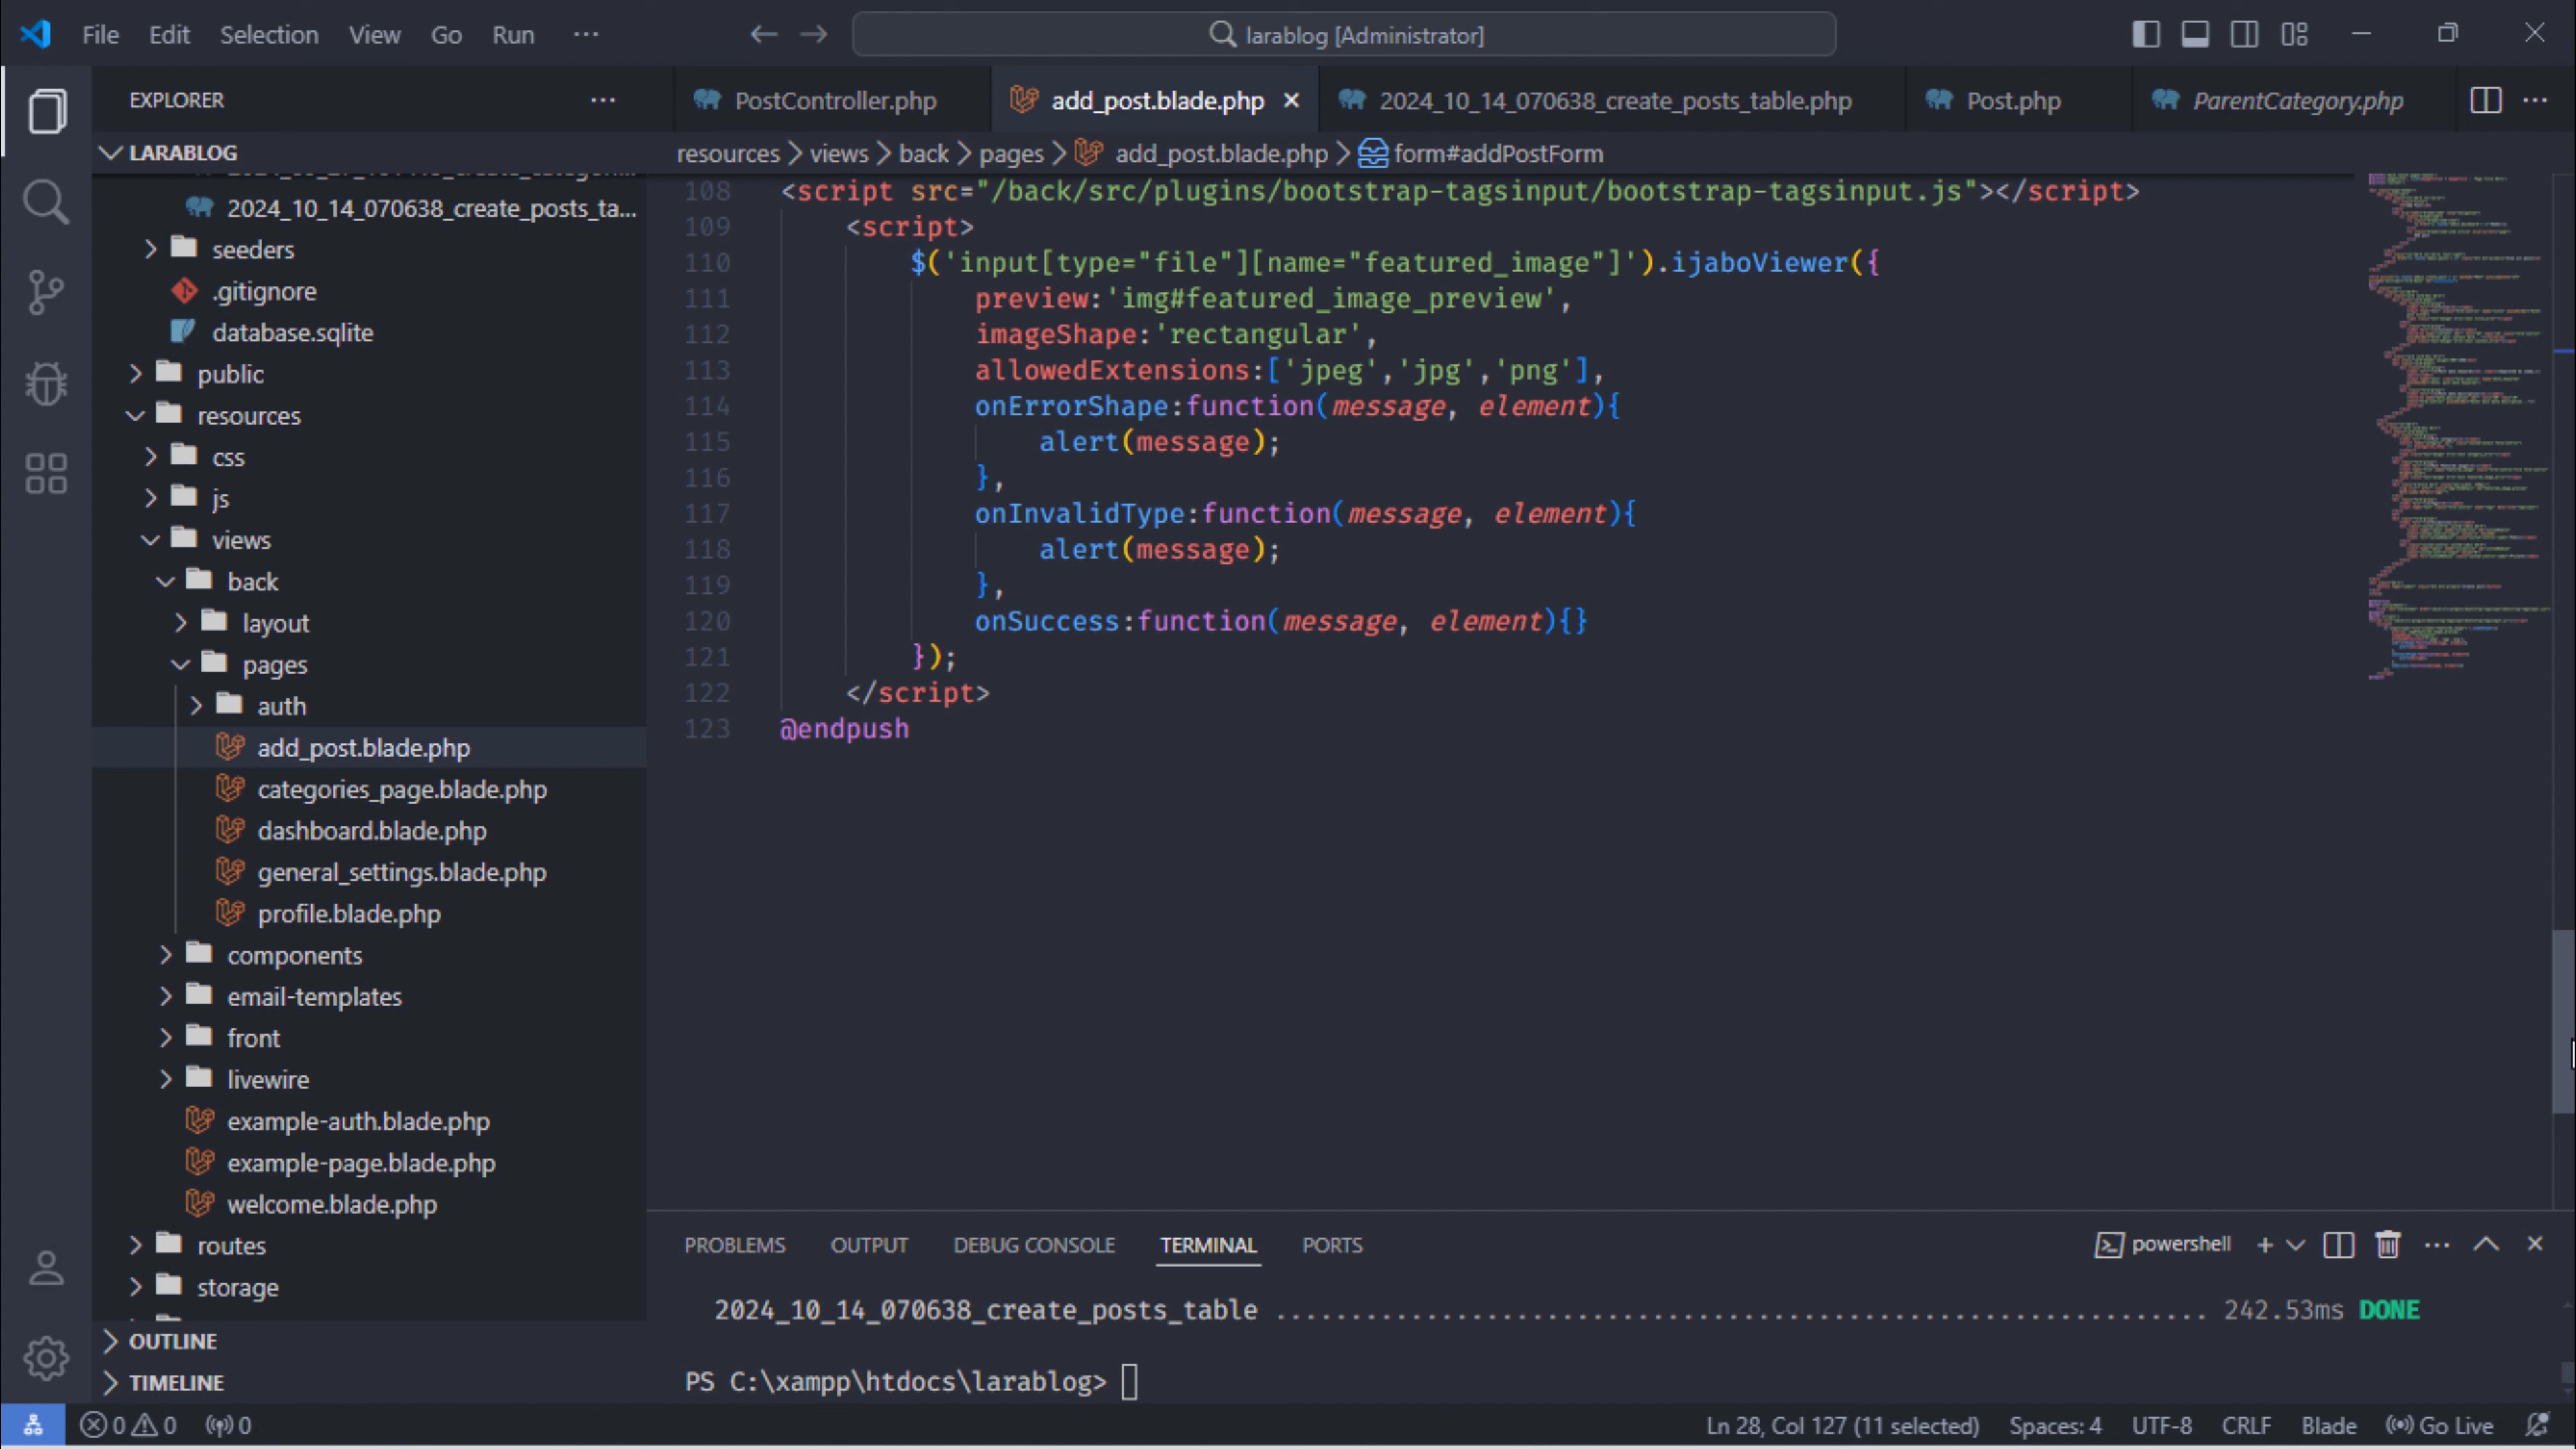 File Edit Selection View Go Run ···
larablog [Administrator]
EXPLORER ···
PostController.php
add_post.blade.php
2024_10_14_070638_create_posts_table.php
Post.php
ParentCategory.php
LARABLOG
resources > views > back > pages > add_post.blade.php > form#addPostForm
2024_10_14_070638_create_posts_ta...
seeders
.gitignore
database.sqlite
public
resources
css
js
views
back
layout
pages
auth
add_post.blade.php
categories_page.blade.php
dashboard.blade.php
general_settings.blade.php
profile.blade.php
components
email-templates
front
livewire
example-auth.blade.php
example-page.blade.php
welcome.blade.php
routes
storage
OUTLINE
TIMELINE
108 <script src="/back/src/plugins/bootstrap-tagsinput/bootstrap-tagsinput.js"></script>
109 <script>
110 $('input[type="file"][name="featured_image"]').ijaboViewer({
111 preview:'img#featured_image_preview',
112 imageShape:'rectangular',
113 allowedExtensions:['jpeg','jpg','png'],
114 onErrorShape:function(message, element){
115 alert(message);
116 },
117 onInvalidType:function(message, element){
118 alert(message);
119 },
120 onSuccess:function(message, element){}
121 });
122 </script>
123 @endpush
PROBLEMS OUTPUT DEBUG CONSOLE TERMINAL PORTS
powershell
2024_10_14_070638_create_posts_table ............................................................... 242.53ms DONE
PS C:\xampp\htdocs\larablog>
0 0 0
Ln 28, Col 127 (11 selected) Spaces: 4 UTF-8 CRLF Blade Go Live